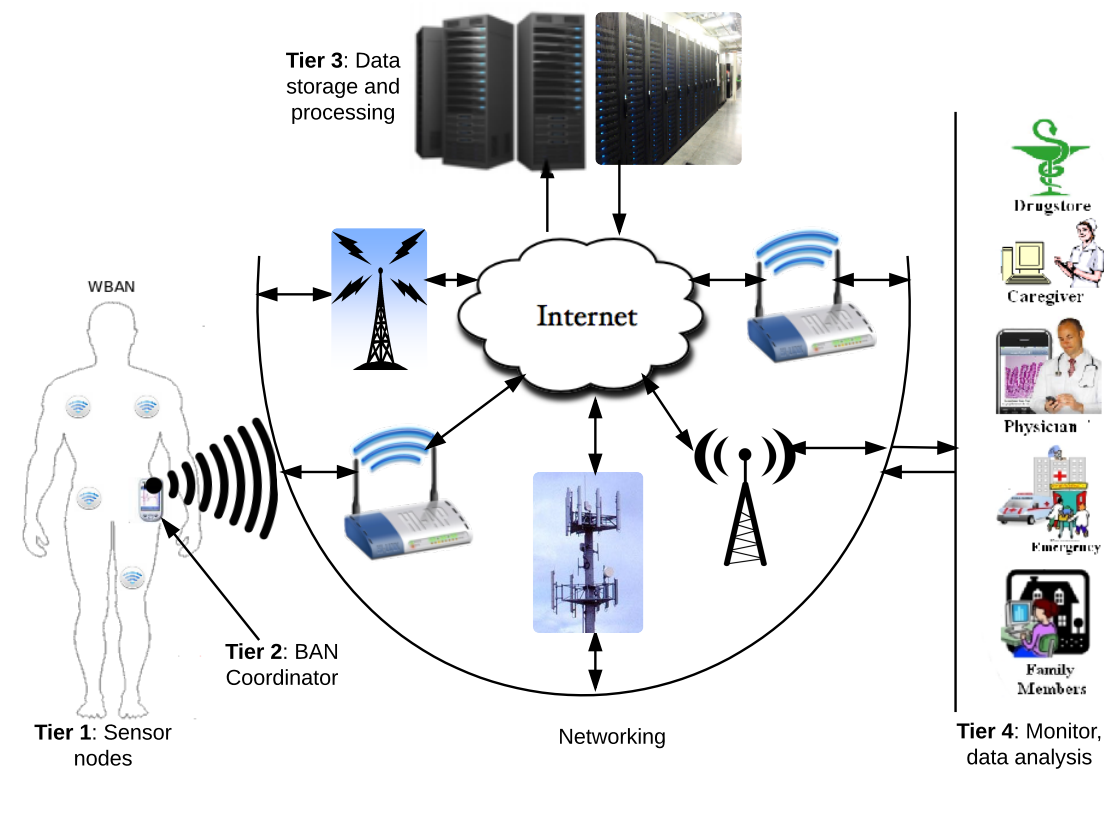 Tier 3: Data
storage and
processing
WBAN
Internet
Drugstore
Caregiver
Physician
Emergency
Family
Members
Tier 2: BAN
Coordinator
Tier 1: Sensor
nodes
Networking
Tier 4: Monitor,
data analysis